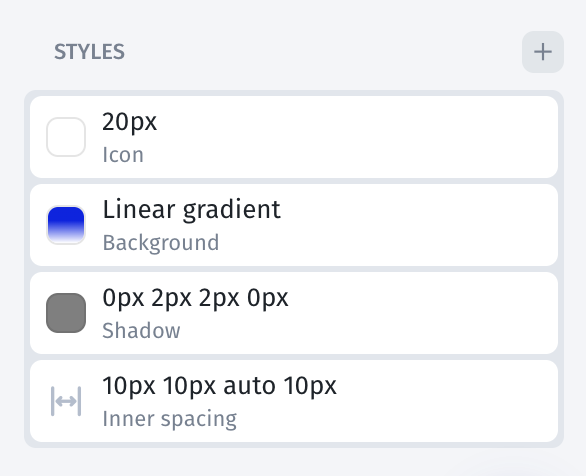 STYLES
20px
Icon
Linear gradient
Background
0px 2px 2px 0px
Shadow
10px 10px auto 10px
Inner spacing